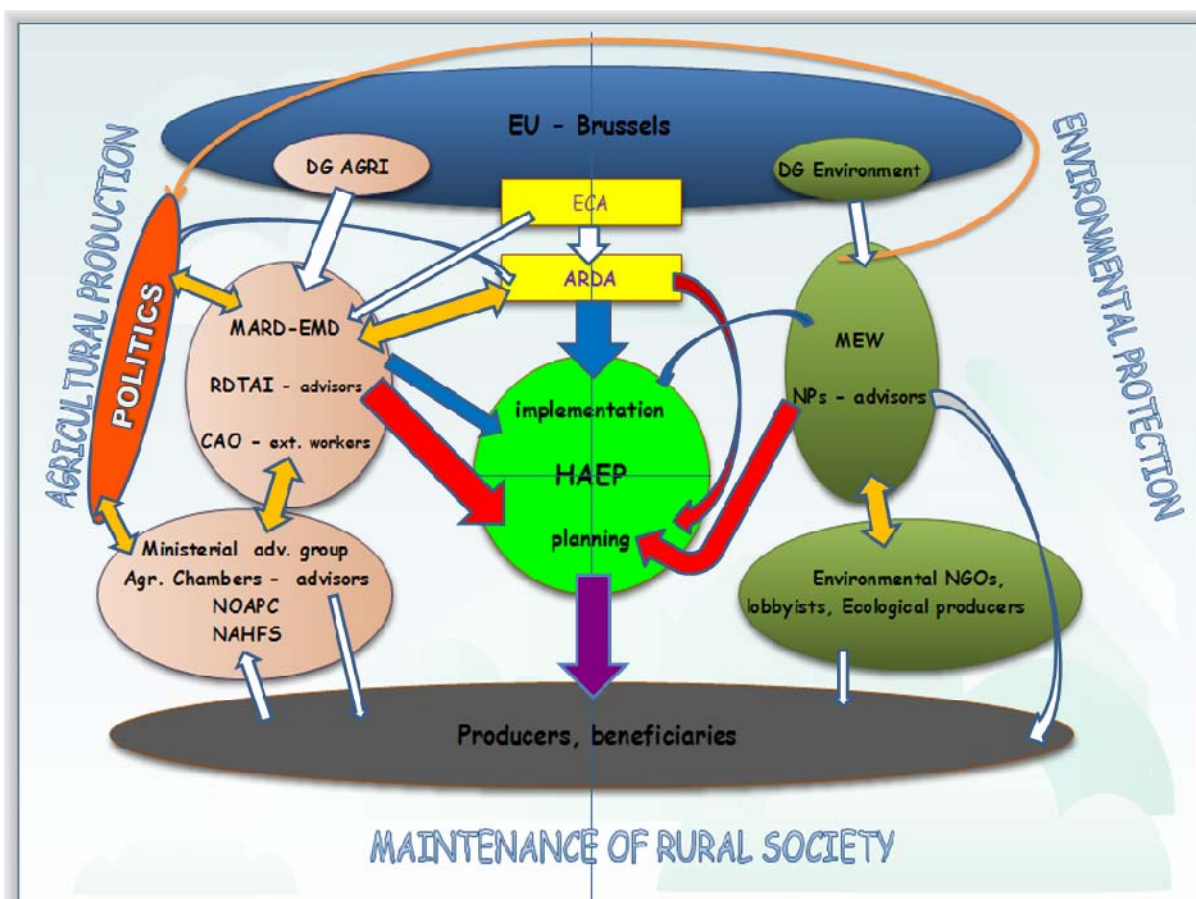 EU - Brussels
DG AGRI
DG Environment
ECA
ARDA
AGRICULTURAL PRODUCTION
POLITICS
ENVIRONMENTAL PROTECTION
MARD-EMD
RDTAI - advisors
CAO - ext. workers
implementation
HAEP
planning
MEW
NPs - advisors
Ministerial adv. group
Agr. Chambers - advisors
NOAPC
NAHFS
Environmental NGOs,
lobbyists, Ecological producers
Producers, beneficiaries
MAINTENANCE OF RURAL SOCIETY